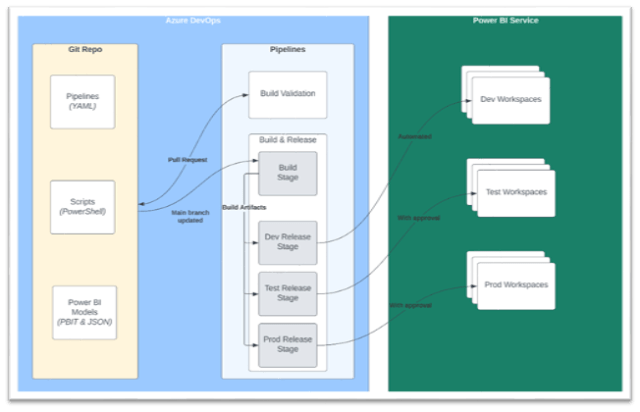 Azure DevOps
Power BI Service
Git Repo
Pipelines
Pipelines
(YAML)
Scripts
(PowerShell)
Power BI
Models
(PBIT & JSON)
Pull Request
Main branch
updated
Build Validation
Build & Release
Build
Stage
Build Artifacts
Dev Release
Stage
Test Release
Stage
Prod Release
Stage
Automated
With approval
With approval
Dev Workspaces
Test Workspaces
Prod Workspaces